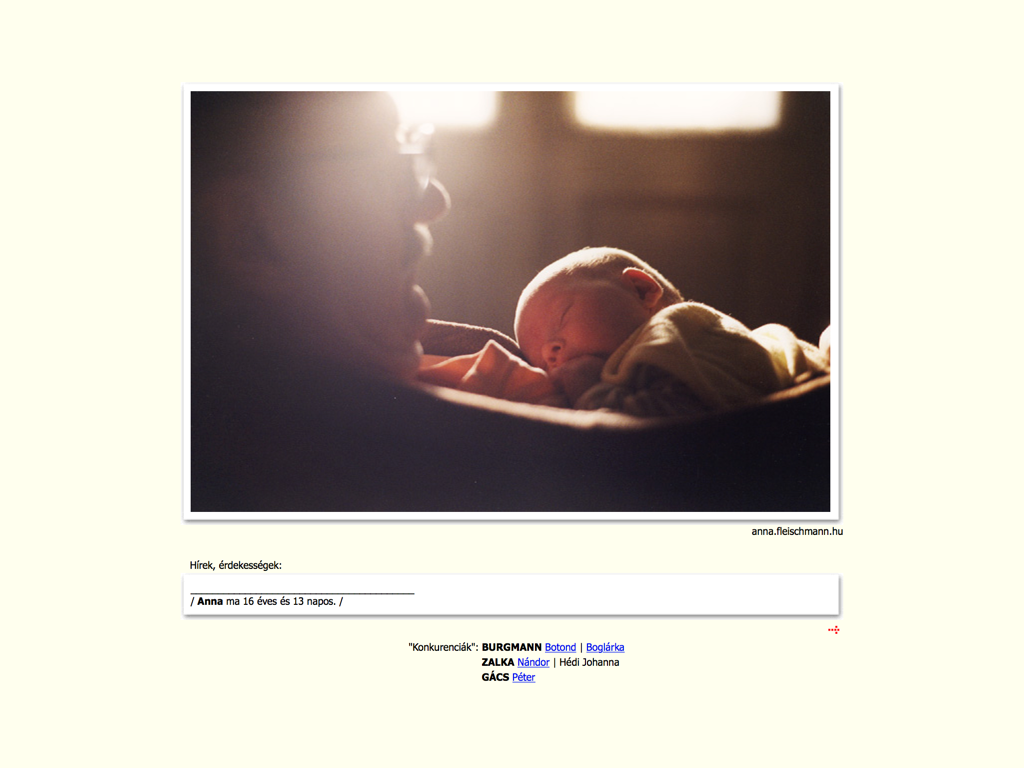 anna.fleischmann.hu
Hírek, érdekességek:
/ Anna ma 16 éves és 13 napos. /
"Konkurenciák": BURGMANN Botond | Boglárka
ZALKA Nándor | Hédi Johanna
GÁCS Péter